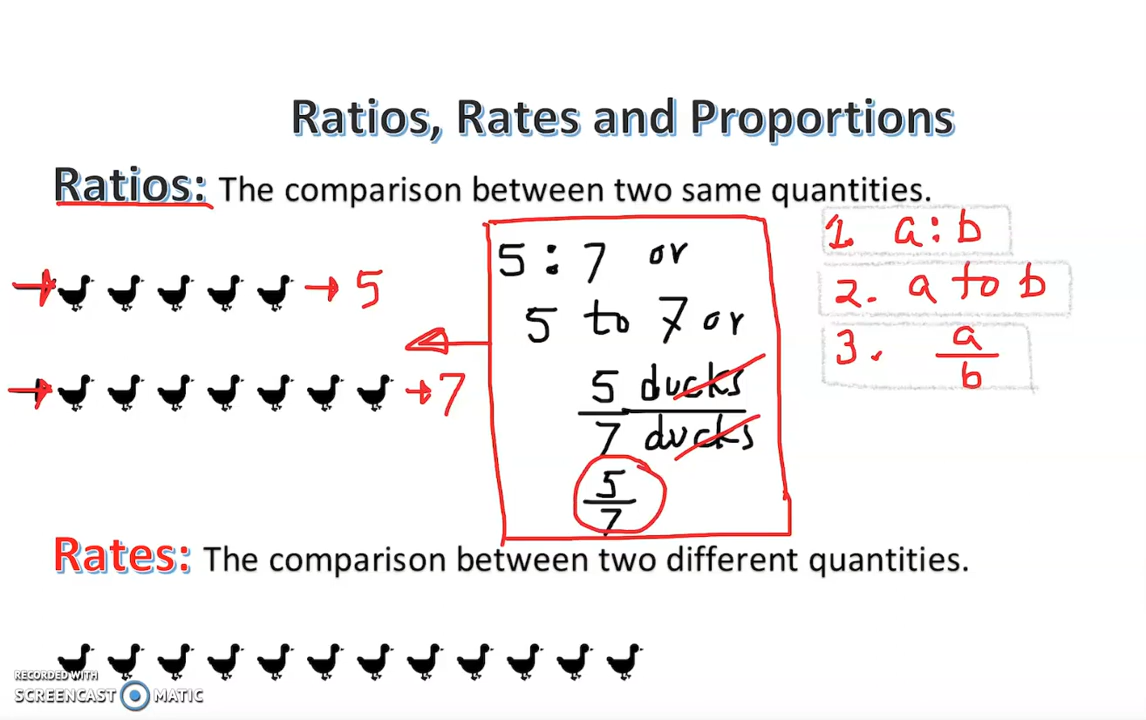 Ratios, Rates and Proportions
Ratios: The comparison between two same quantities.
1. a:b
5:7 or
2. a to b
→ 5
5 to 7 or
3. a
b
5 ducks
7 ducks
→ 7
5
7
Rates: The comparison between two different quantities.
RECORDED WITH
SCREENCAST MATIC